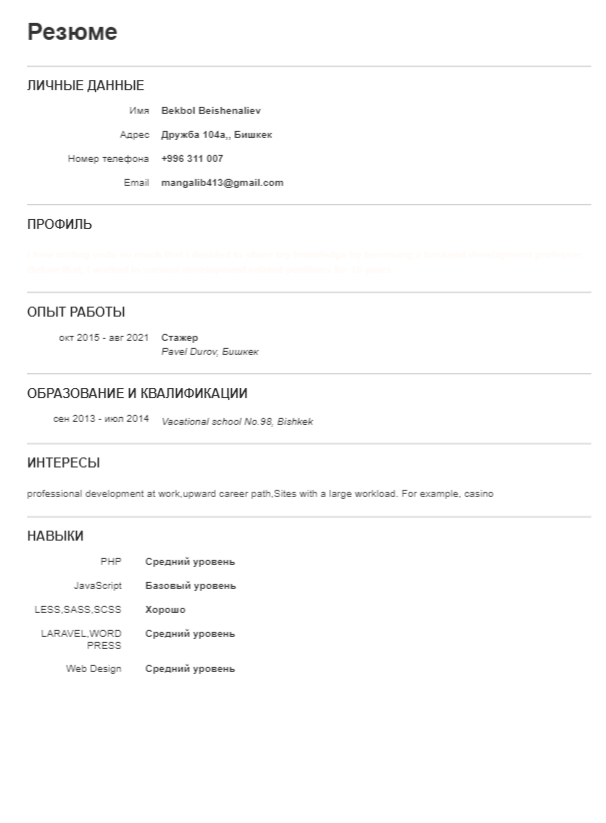 Резюме
ЛИЧНЫЕ ДАННЫЕ
Имя Bekbol Beishenaliev
Адрес Дружба 104а,, Бишкек
Номер телефона +996 311 007
Email mangalib413@gmail.com
ПРОФИЛЬ
ОПЫТ РАБОТЫ
окт 2015 - авг 2021 Стажер
Pavel Durov, Бишкек
ОБРАЗОВАНИЕ И КВАЛИФИКАЦИИ
сен 2013 - июл 2014 Vacational school No.98, Bishkek
ИНТЕРЕСЫ
professional development at work,upward career path,Sites with a large workload. For example, casino
НАВЫКИ
PHP Средний уровень
JavaScript Базовый уровень
LESS,SASS,SCSS Хорошо
LARAVEL,WORD Средний уровень
PRESS
Web Design Средний уровень